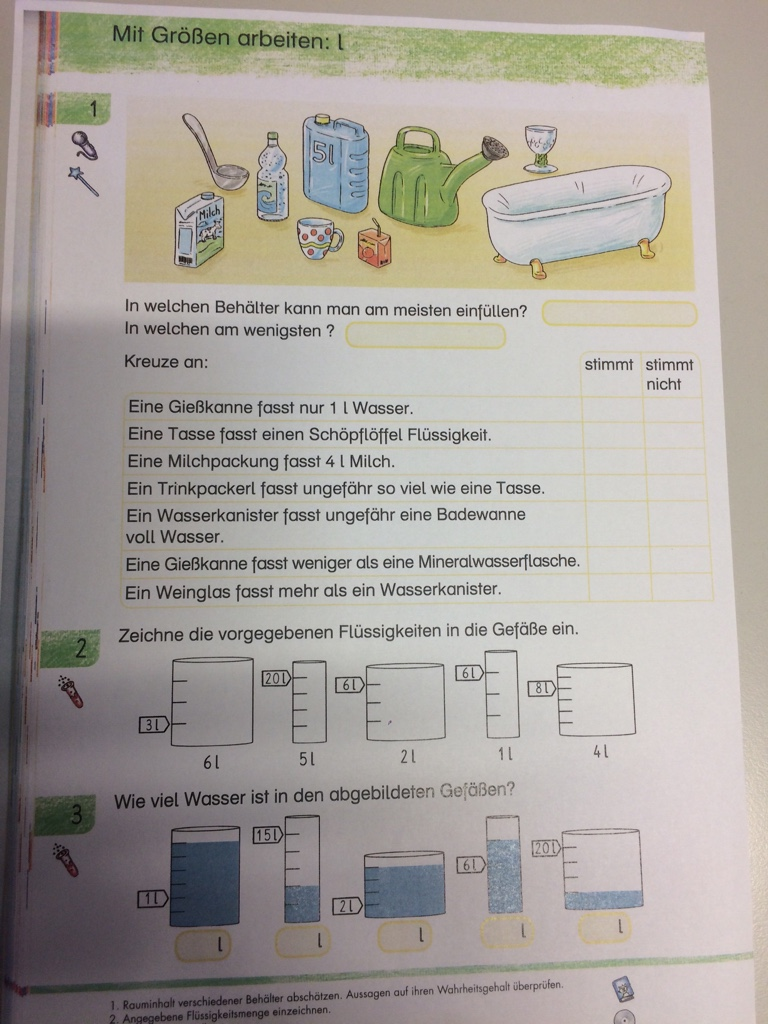 Mit Größen arbeiten: l
1
5l
Milch
In welchen Behälter kann man am meisten einfüllen?
In welchen am wenigsten ?
Kreuze an:
stimmt
stimmt
nicht
Eine Gießkanne fasst nur 1 l Wasser.
Eine Tasse fasst einen Schöpflöffel Flüssigkeit.
Eine Milchpackung fasst 4 l Milch.
Ein Trinkpackerl fasst ungefähr so viel wie eine Tasse.
Ein Wasserkanister fasst ungefähr eine Badewanne
voll Wasser.
Eine Gießkanne fasst weniger als eine Mineralwasserflasche.
Ein Weinglas fasst mehr als ein Wasserkanister.
2
Zeichne die vorgegebenen Flüssigkeiten in die Gefäße ein.
3l 20l 6l 6l 8l
6l 5l 2l 1l 4l
3
Wie viel Wasser ist in den abgebildeten Gefäßen?
1l 15l 2l 6l 20l
l l l l l
1. Rauminhalt verschiedener Behälter abschätzen. Aussagen auf ihren Wahrheitsgehalt überprüfen.
2. Angegebene Flüssigkeitsmenge einzeichnen.